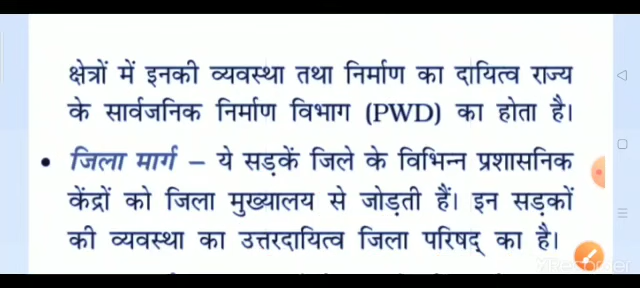 क्षेत्रों में इनकी व्यवस्था तथा निर्माण का दायित्व राज्य
के सार्वजनिक निर्माण विभाग (PWD) का होता है।
• जिला मार्ग – ये सड़कें जिले के विभिन्न प्रशासनिक
केंद्रों को जिला मुख्यालय से जोड़ती हैं। इन सड़कों
की व्यवस्था का उत्तरदायित्व जिला परिषद् का है।